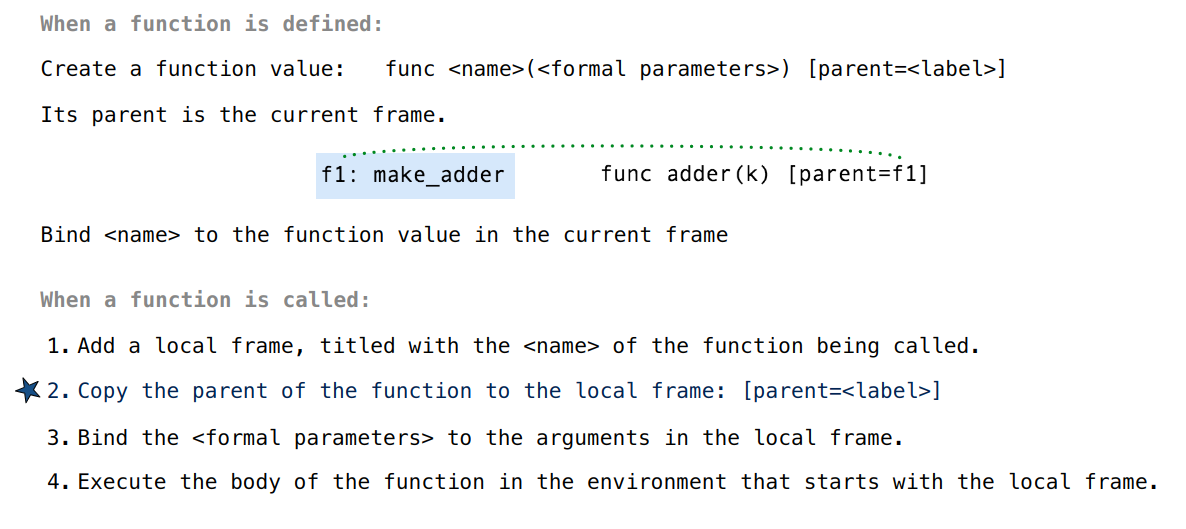 When a function is defined:
Create a function value: func <name>(<formal parameters>) [parent=<label>]
Its parent is the current frame.
f1: make_adder func adder(k) [parent=f1]
Bind <name> to the function value in the current frame
When a function is called:
1. Add a local frame, titled with the <name> of the function being called.
2. Copy the parent of the function to the local frame: [parent=<label>]
3. Bind the <formal parameters> to the arguments in the local frame.
4. Execute the body of the function in the environment that starts with the local frame.